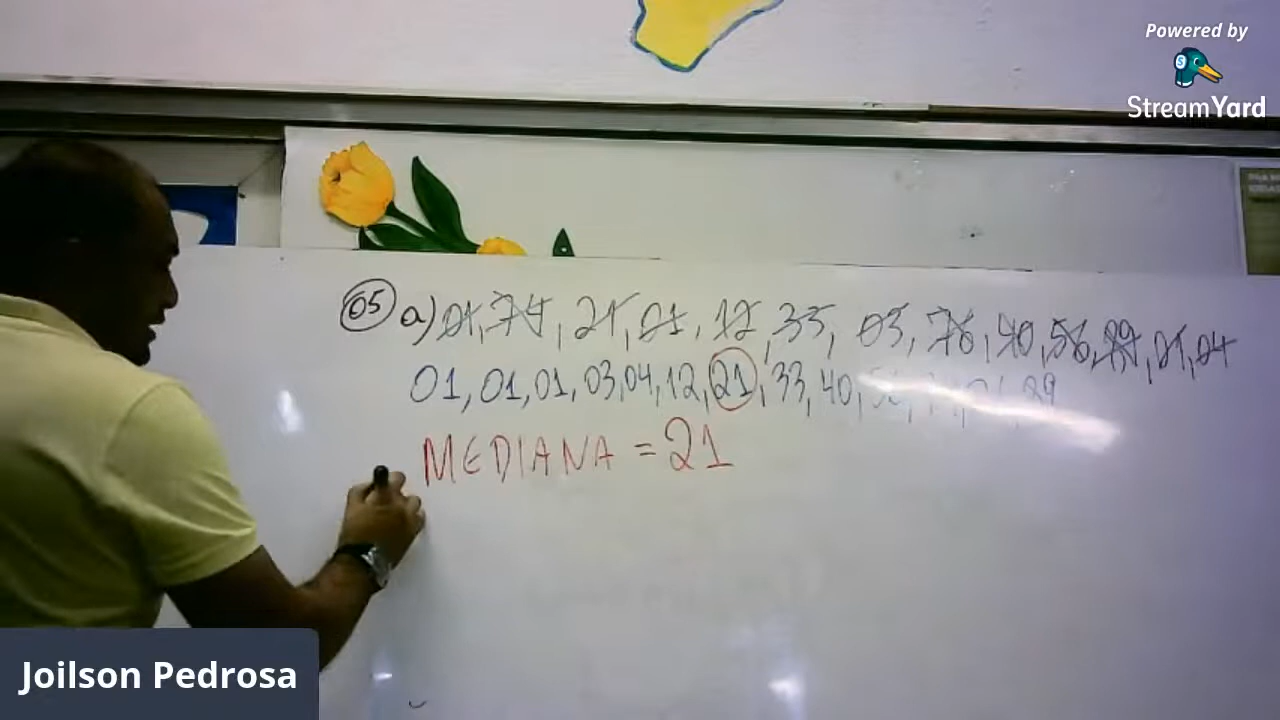 Powered by
StreamYard
05 a) 01, 74, 21, 01, 12, 33, 03, 76, 40, 56, 89, 01, 04
01, 01, 01, 03, 04, 12, 21, 33, 40,
MEDIANA = 21
Joilson Pedrosa